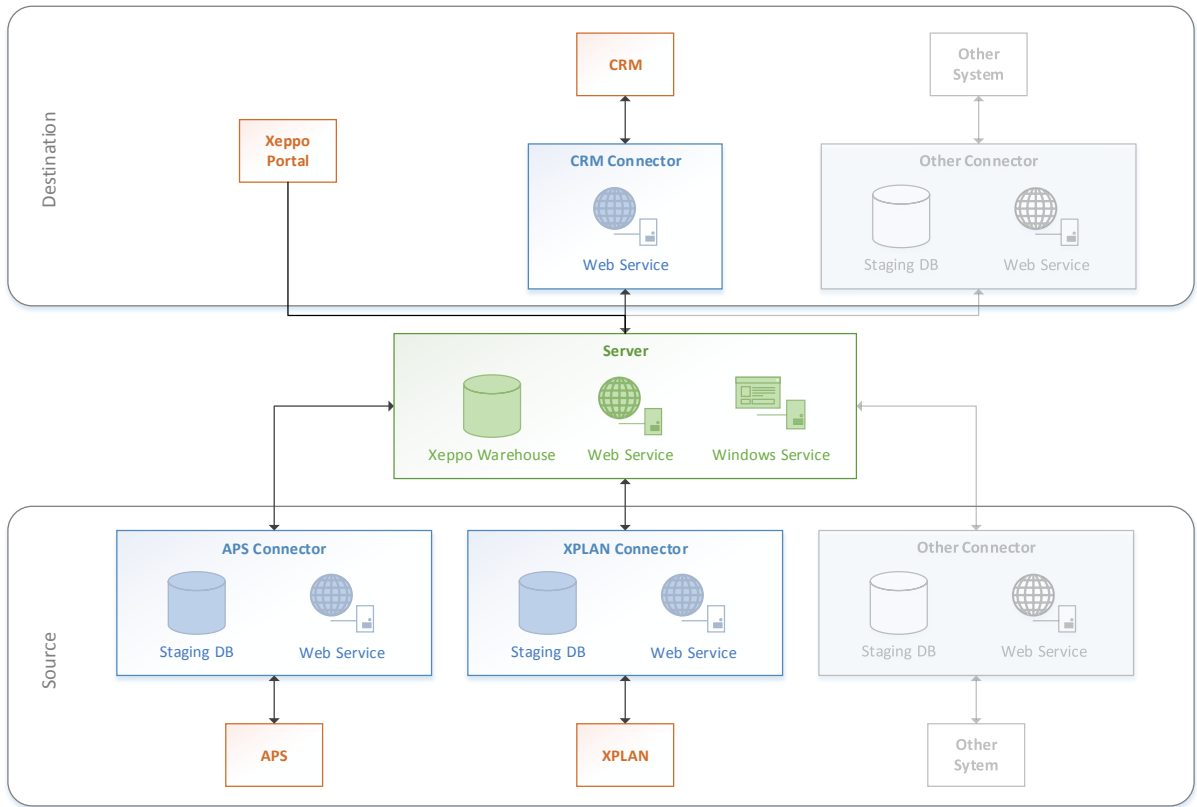 Destination
CRM
Other
System
Xeppo
Portal
CRM Connector
Web Service
Other Connector
Staging DB
Web Service
Server
Xeppo Warehouse
Web Service
Windows Service
Source
APS Connector
Staging DB
Web Service
XPLAN Connector
Staging DB
Web Service
Other Connector
Staging DB
Web Service
APS
XPLAN
Other
Sytem